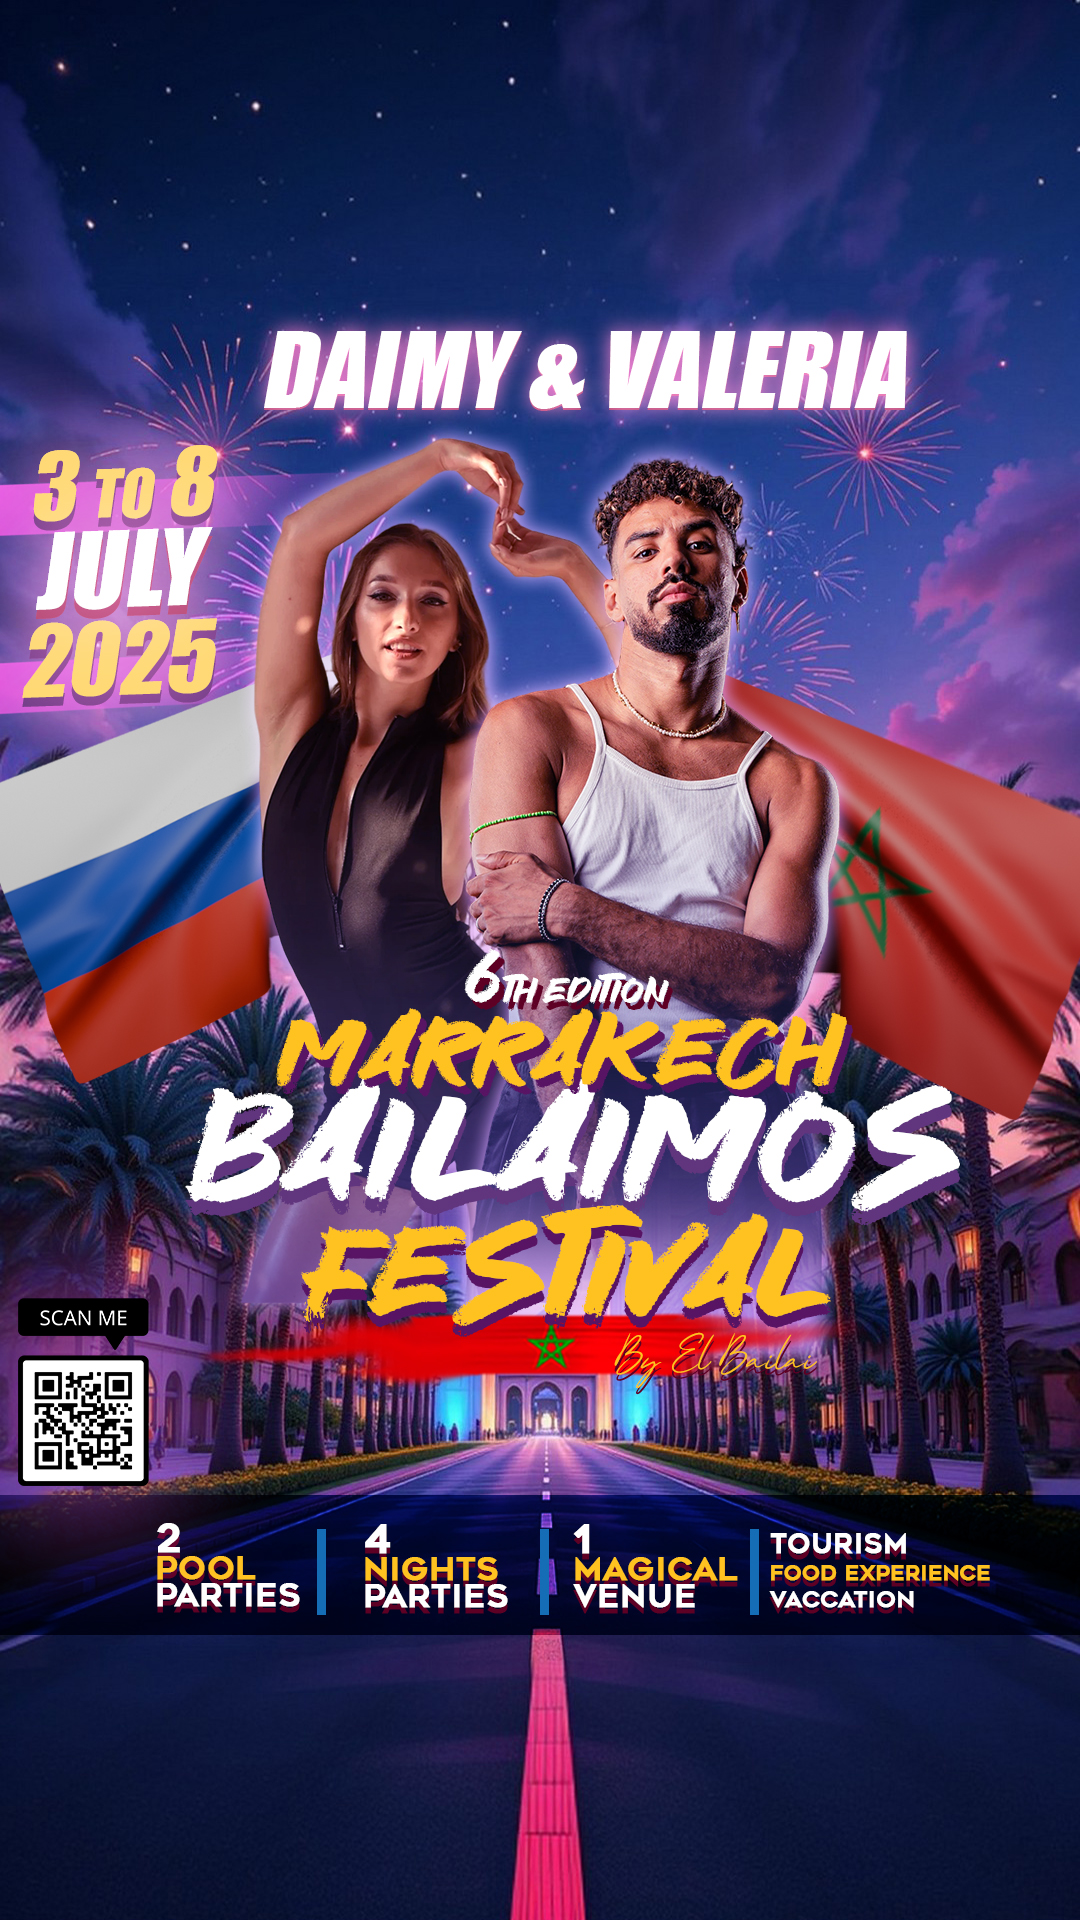 DAIMY & VALERIA
3 TO 8
JULY
2025
6TH EDITION
MARRAKECH
BAILAIMOS
FESTIVAL
By El Bailai
SCAN ME
2
POOL
PARTIES
4
NIGHTS
PARTIES
1
MAGICAL
VENUE
TOURISM
FOOD EXPERIENCE
VACCATION